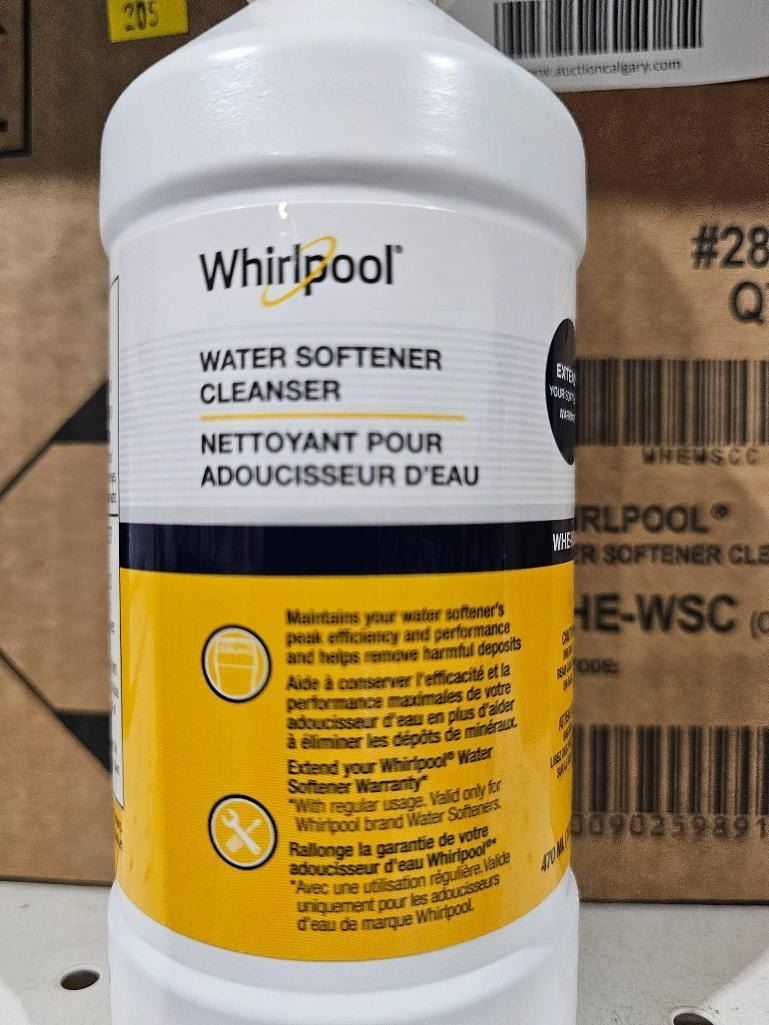 205
auctioncalgary.com
Whirlpool®
WATER SOFTENER
CLEANSER
NETTOYANT POUR
ADOUCISSEUR D'EAU
EXTEND
YOUR
Maintains your water softener's
peak efficiency and performance
and helps remove harmful deposits
Aide à conserver l'efficacité et la
performance maximales de votre
adoucisseur d'eau en plus d'aider
à éliminer les dépôts de minéraux.
Extend your Whirlpool® Water
Softener Warranty*
*With regular usage. Valid only for
Whirlpool brand Water Softeners.
Rallonge la garantie de votre
adoucisseur d'eau Whirlpool®*
*Avec une utilisation régulière. Valide
uniquement pour les adoucisseurs
d'eau de marque Whirlpool.
470 M
#28
WHEWSCC
RLPOOL®
ER SOFTENER CLE
HE-WSC